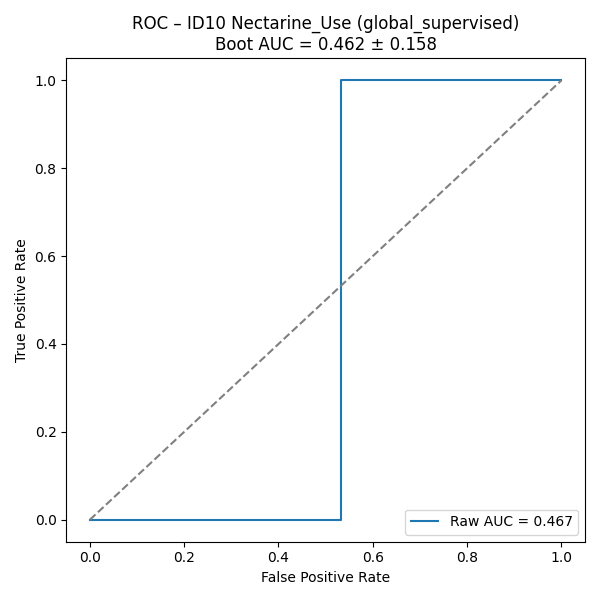 ROC – ID10 Nectarine_Use (global_supervised)
Boot AUC = 0.462 ± 0.158
1.0
0.8
0.6
0.4
0.2
0.0
True Positive Rate
Raw AUC = 0.467
0.0 0.2 0.4 0.6 0.8 1.0
False Positive Rate